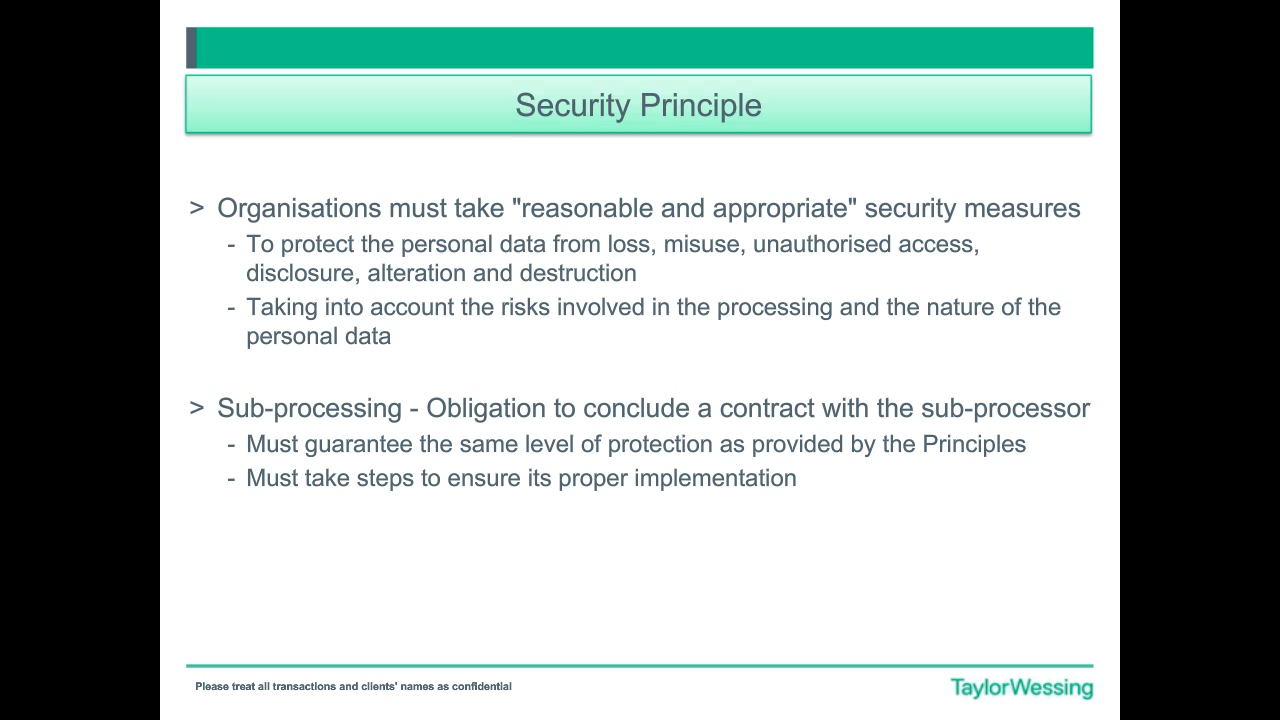 Security Principle
> Organisations must take "reasonable and appropriate" security measures
- To protect the personal data from loss, misuse, unauthorised access,
disclosure, alteration and destruction
- Taking into account the risks involved in the processing and the nature of the
personal data
> Sub-processing - Obligation to conclude a contract with the sub-processor
- Must guarantee the same level of protection as provided by the Principles
- Must take steps to ensure its proper implementation
Please treat all transactions and clients' names as confidential
TaylorWessing